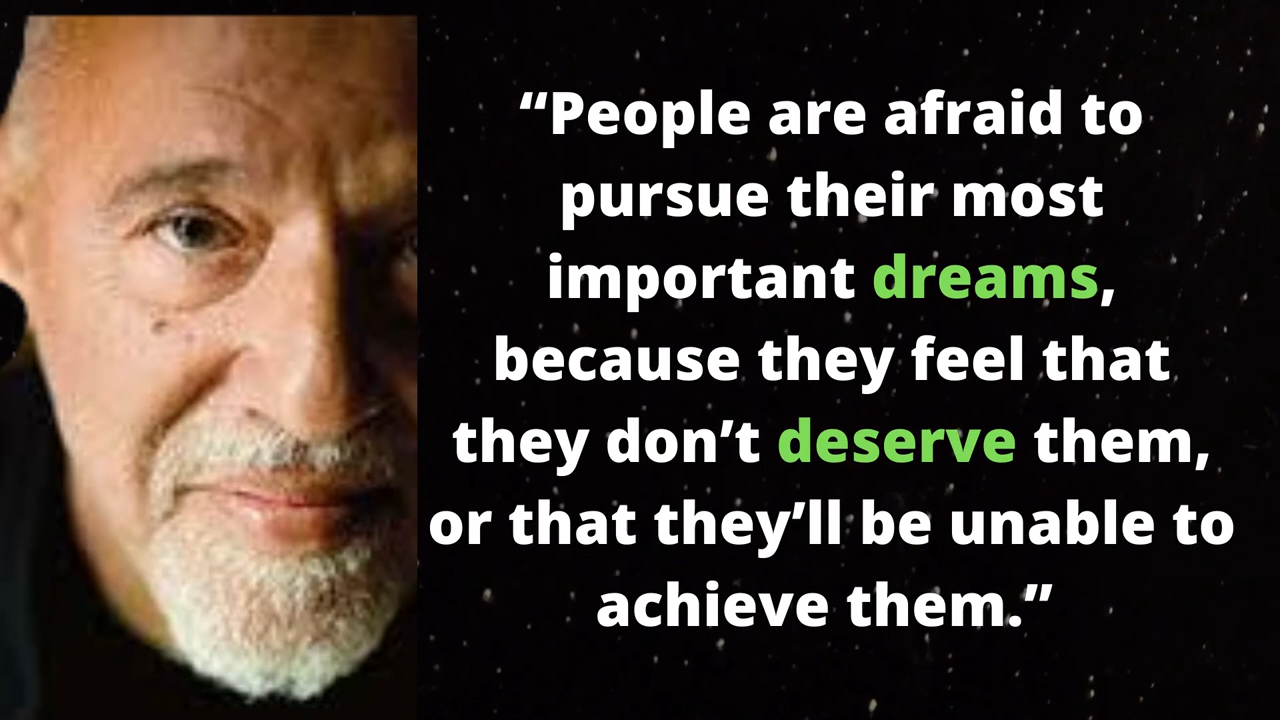 “People are afraid to
pursue their most
important dreams,
because they feel that
they don’t deserve them,
or that they’ll be unable to
achieve them.”